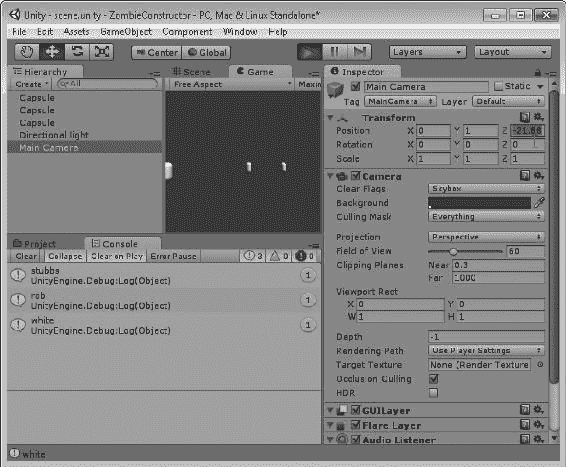 Unity - scene.unity - ZombieConstructor - PC, Mac & Linux Standalone*
File Edit Assets GameObject Component Window Help
Center Global Layers Layout
Hierarchy
Create All
Capsule
Capsule
Capsule
Directional light
Main Camera
Scene Game
Free Aspect Maxim
Project Console
Clear Collapse Clear on Play Error Pause 3 0 0
stubbs
UnityEngine.Debug:Log(Object) 1
rob
UnityEngine.Debug:Log(Object) 1
white
UnityEngine.Debug:Log(Object) 1
Inspector
Main Camera Static
Tag MainCamera Layer Default
Transform
Position X 0 Y 1 Z -21.88
Rotation X 0 Y 0 Z 0
Scale X 1 Y 1 Z 1
Camera
Clear Flags Skybox
Background
Culling Mask Everything
Projection Perspective
Field of View 60
Clipping Planes Near 0.3
Far 1000
Viewport Rect
X 0 Y 0
W 1 H 1
Depth -1
Rendering Path Use Player Settings
Target Texture None (Render Texture
Occlusion Culling
HDR
GUILayer
Flare Layer
Audio Listener
white